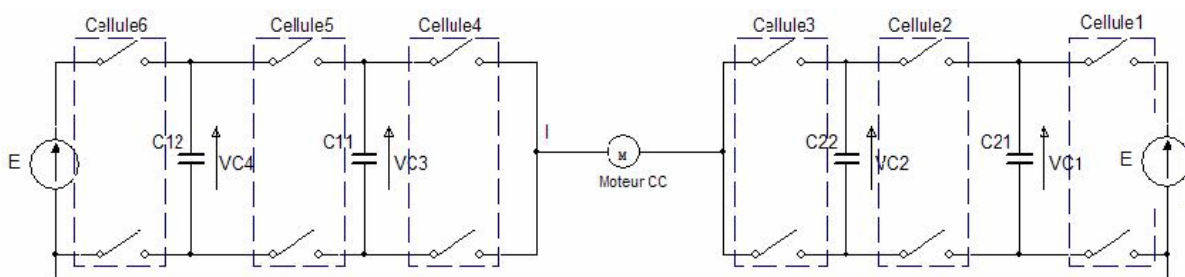 Cellule6 Cellule5 Cellule4 Cellule3 Cellule2 Cellule1
I
C12 C11 C22 C21
E VC4 VC3 M VC2 VC1 E
Moteur CC